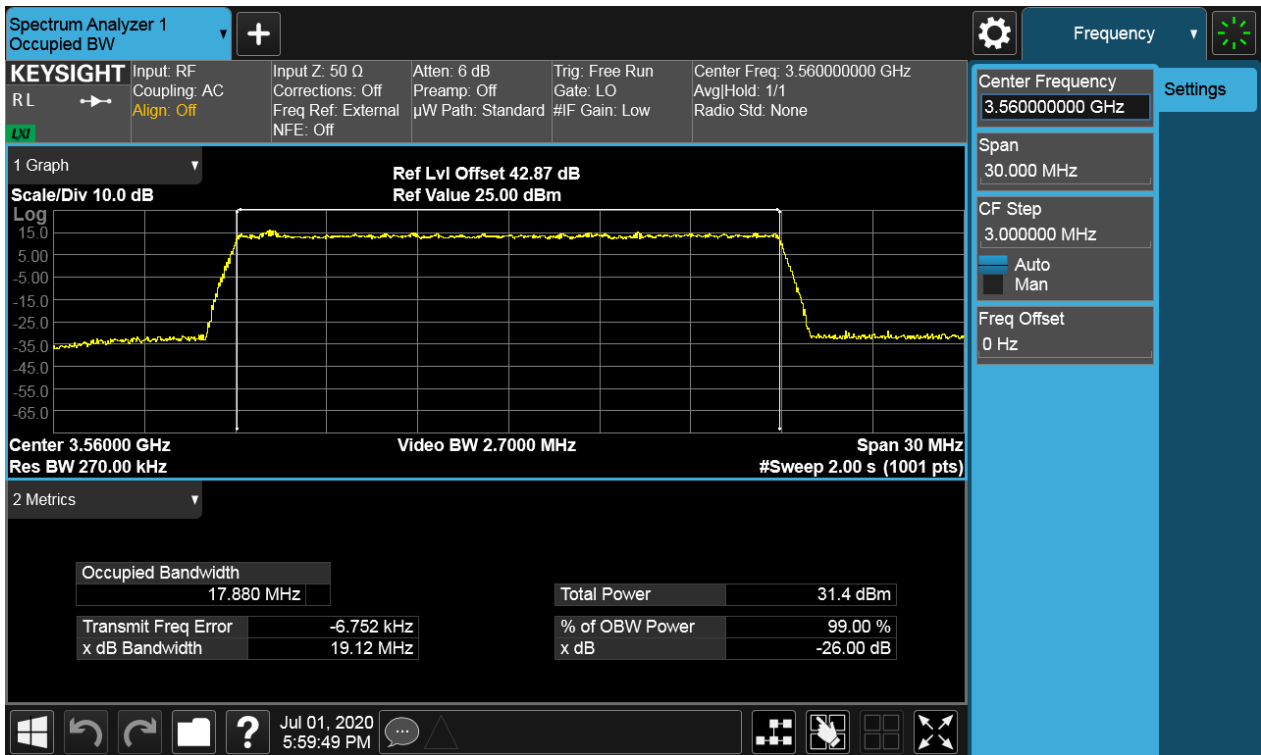 Spectrum Analyzer 1
Occupied BW
+
Frequency
KEYSIGHT
R L
LXI
Input: RF
Coupling: AC
Align: Off
Input Z: 50 Ω
Corrections: Off
Freq Ref: External
NFE: Off
Atten: 6 dB
Preamp: Off
µW Path: Standard
Trig: Free Run
Gate: LO
#IF Gain: Low
Center Freq: 3.560000000 GHz
Avg|Hold: 1/1
Radio Std: None
Center Frequency
3.560000000 GHz
Settings
Span
30.000 MHz
CF Step
3.000000 MHz
Auto
Man
Freq Offset
0 Hz
1 Graph
Scale/Div 10.0 dB
Ref Lvl Offset 42.87 dB
Ref Value 25.00 dBm
Log
15.0
5.00
-5.00
-15.0
-25.0
-35.0
-45.0
-55.0
-65.0
Center 3.56000 GHz
Video BW 2.7000 MHz
Span 30 MHz
Res BW 270.00 kHz
#Sweep 2.00 s (1001 pts)
2 Metrics
Occupied Bandwidth
17.880 MHz
Total Power 31.4 dBm
Transmit Freq Error -6.752 kHz
% of OBW Power 99.00 %
x dB Bandwidth 19.12 MHz
x dB -26.00 dB
?
Jul 01, 2020
5:59:49 PM